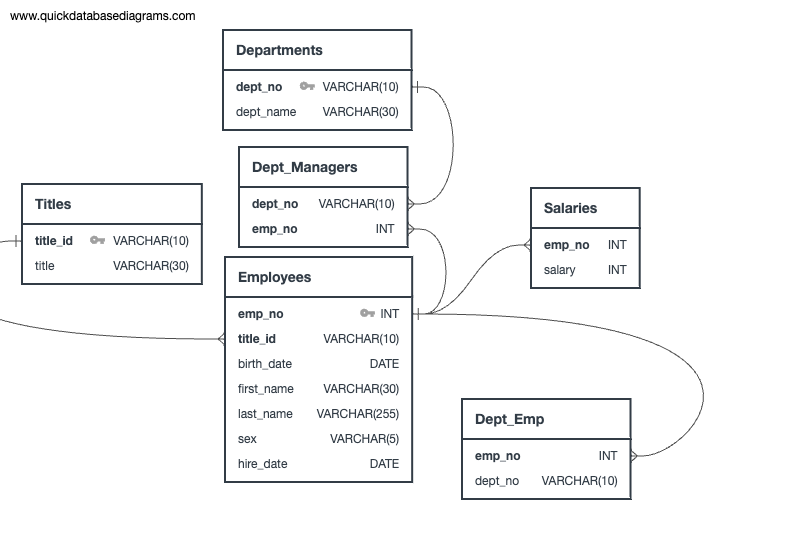 www.quickdatabasediagrams.com
Departments
dept_no VARCHAR(10)
dept_name VARCHAR(30)
Dept_Managers
dept_no VARCHAR(10)
emp_no INT
Titles
title_id VARCHAR(10)
title VARCHAR(30)
Salaries
emp_no INT
salary INT
Employees
emp_no INT
title_id VARCHAR(10)
birth_date DATE
first_name VARCHAR(30)
last_name VARCHAR(255)
sex VARCHAR(5)
hire_date DATE
Dept_Emp
emp_no INT
dept_no VARCHAR(10)